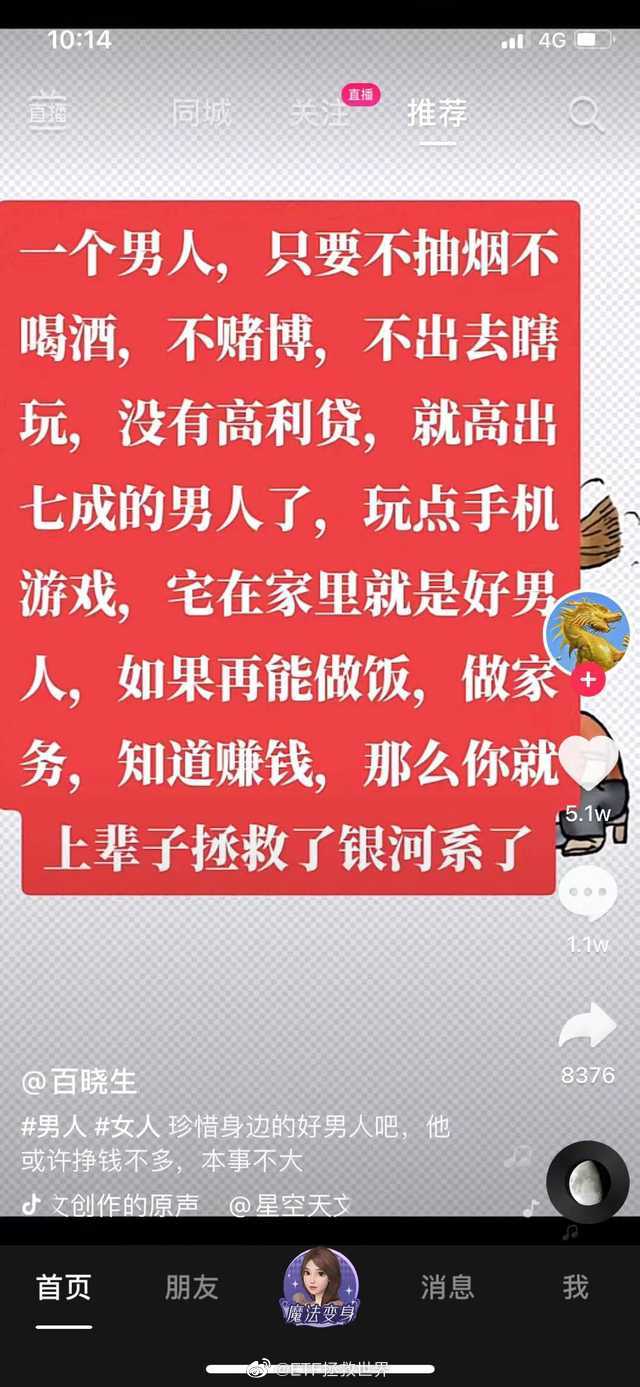 10:14
4G
直播
同城
关注
直播
推荐
一个男人，只要不抽烟不
喝酒，不赌博，不出去瞎
玩，没有高利贷，就高出
七成的男人了，玩点手机
游戏，宅在家里就是好男
人，如果再能做饭，做家
务，知道赚钱，那么你就
上辈子拯救了银河系了
5.1w
1.1w
8376
@百晓生
#男人 #女人 珍惜身边的好男人吧，他
或许挣钱不多，本事不大
文创作的原声 @星空天文
首页
朋友
魔法变身
消息
我
@ETF拯救世界